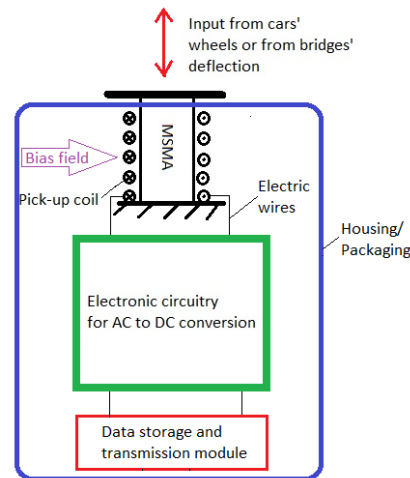 Input from cars'
wheels or from bridges'
deflection
MSMA
Bias field
Pick-up coil
Electric
wires
Housing/
Packaging
Electronic circuitry
for AC to DC conversion
Data storage and
transmission module